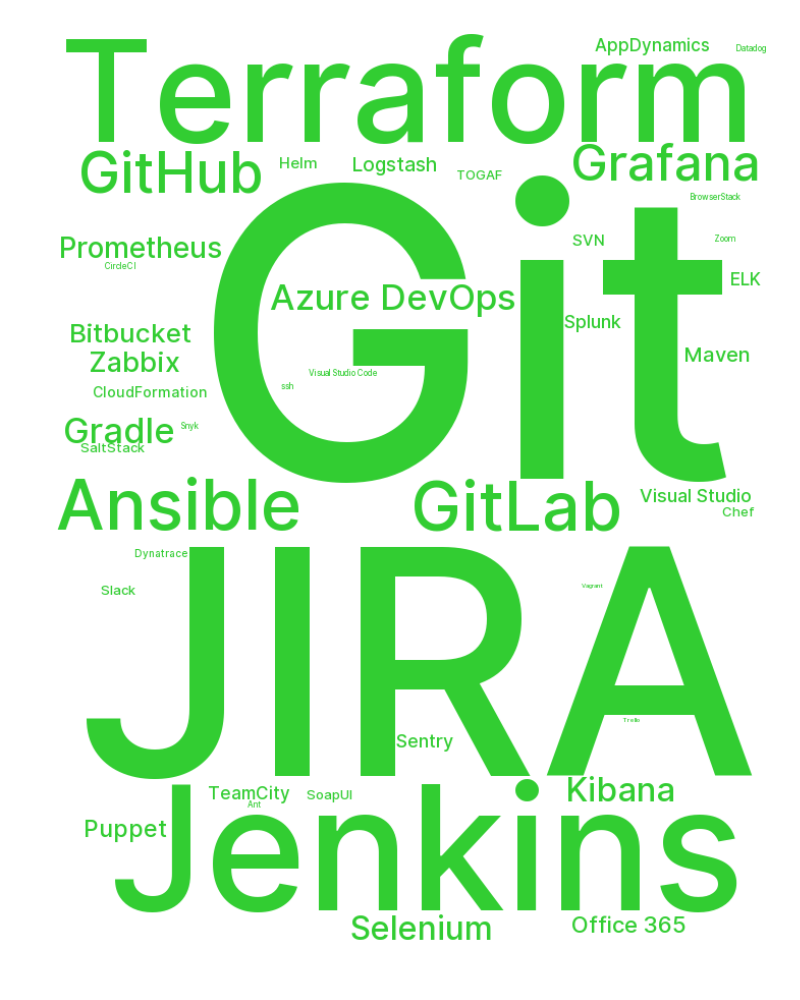 Terraform
AppDynamics
Datadog
GitHub
Helm
Logstash
TOGAF
Grafana
BrowserStack
Git
Prometheus
CircleCI
SVN
Zoom
ELK
Azure DevOps
Splunk
Bitbucket
Zabbix
Maven
Visual Studio Code
ssh
CloudFormation
Gradle
Snyk
SaltStack
Ansible
GitLab
Visual Studio
Chef
Dynatrace
JIRA
Slack
Vagrant
Trello
Sentry
Jenkins
TeamCity
Ant
SoapUI
Kibana
Puppet
Selenium
Office 365